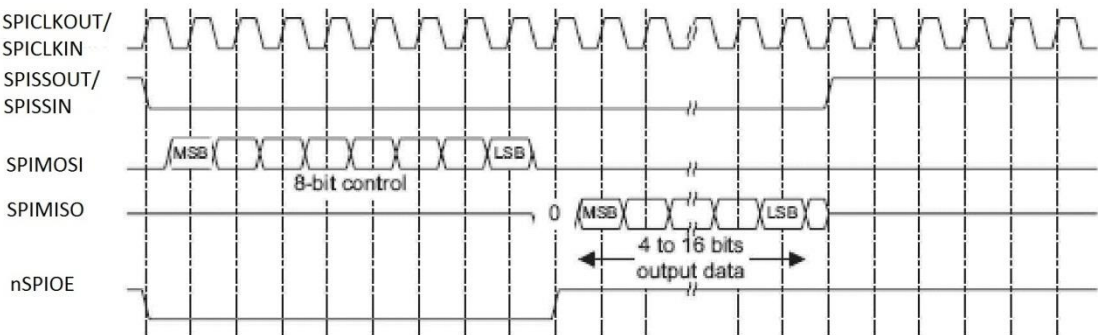 SPICLKOUT/
SPICLKIN
SPISSOUT/
SPISSIN
SPIMOSI
MSB
LSB
8-bit control
SPIMISO
0
MSB
LSB
4 to 16 bits
output data
nSPIOE